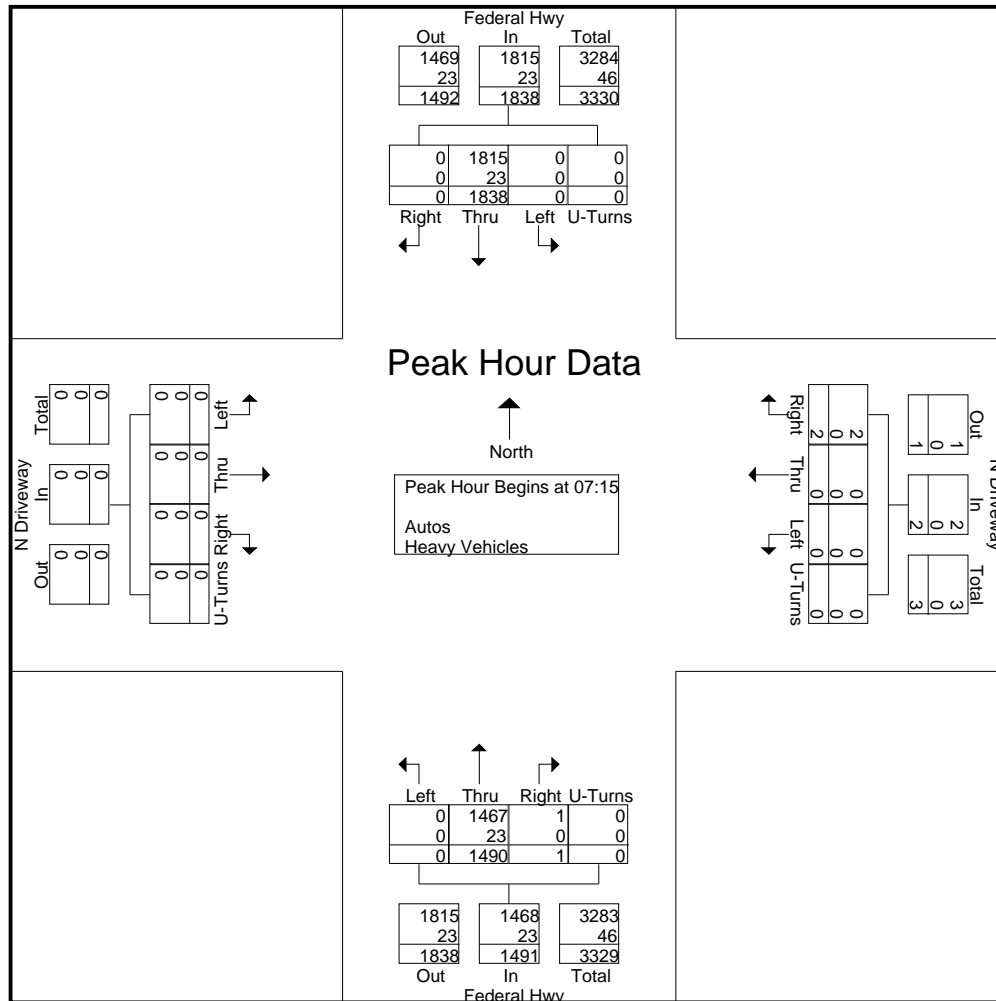 Federal Hwy
Out In Total
1469 1815 3284
23 23 46
1492 1838 3330
0 1815 0 0
0 23 0 0
0 1838 0 0
Right Thru Left U-Turns
Peak Hour Data
North
Peak Hour Begins at 07:15
Autos
Heavy Vehicles
N Driveway
Total In Out
0 0 0
0 0 0
0 0 0
Left Thru Right U-Turns
0 0 0 0
0 0 0 0
0 0 0 0
N Driveway
Out In Total
1 2 3
0 0 0
1 2 3
Right Thru Left U-Turns
2 0 0 0
0 0 0 0
2 0 0 0
Left Thru Right U-Turns
0 1467 1 0
0 23 0 0
0 1490 1 0
1815 1468 3283
23 23 46
1838 1491 3329
Out In Total
Federal Hwy